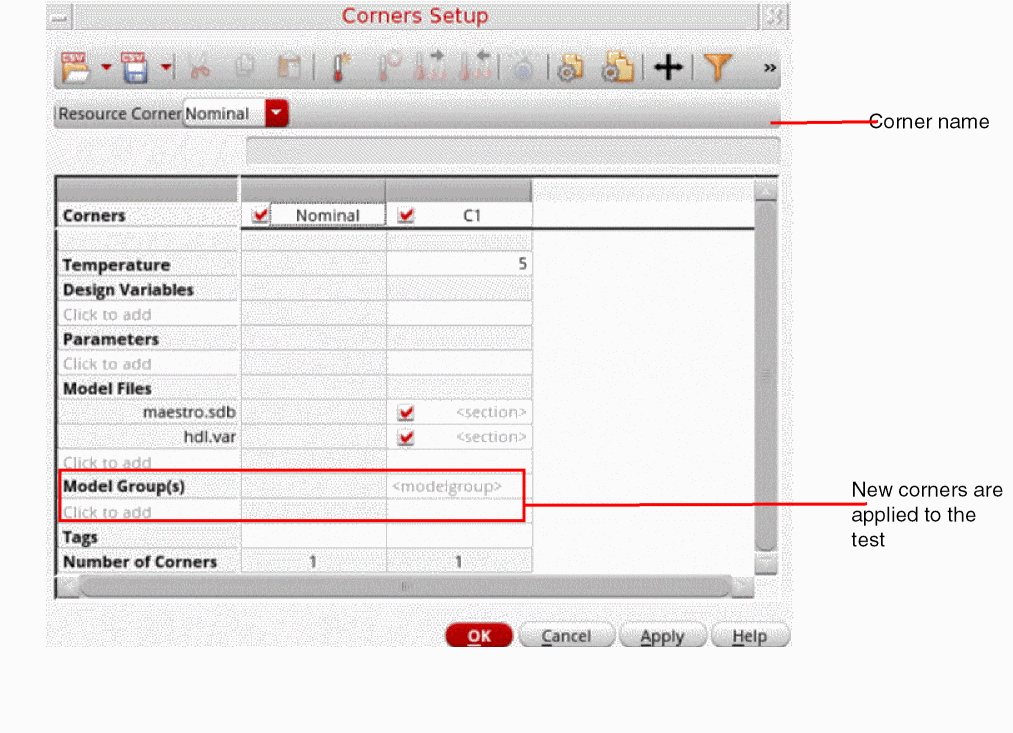 Corners Setup
CSV CSV »
Resource Corner Nominal
Corner name
Corners Nominal C1
Temperature 5
Design Variables
Click to add
Parameters
Click to add
Model Files
maestro.sdb <section>
hdl.var <section>
Click to add
Model Group(s) <modelgroup>
Click to add
New corners are
applied to the
test
Tags
Number of Corners 1 1
OK Cancel Apply Help